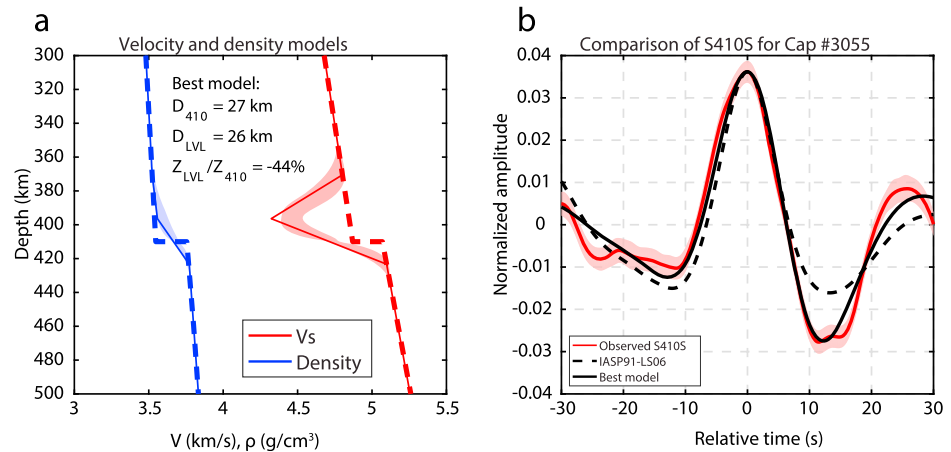 a
Velocity and density models
300
320
340
360
380
400
420
440
460
480
500
Depth (km)
Best model:
D410 = 27 km
DLVL = 26 km
ZLVL/Z410 = -44%
Vs
Density
3
3.5
4
4.5
5
5.5
V (km/s), ρ (g/cm³)
b
Comparison of S410S for Cap #3055
0.04
0.03
0.02
0.01
0
-0.01
-0.02
-0.03
-0.04
Normalized amplitude
Observed S410S
IASP91-LS06
Best model
-30
-20
-10
0
10
20
30
Relative time (s)